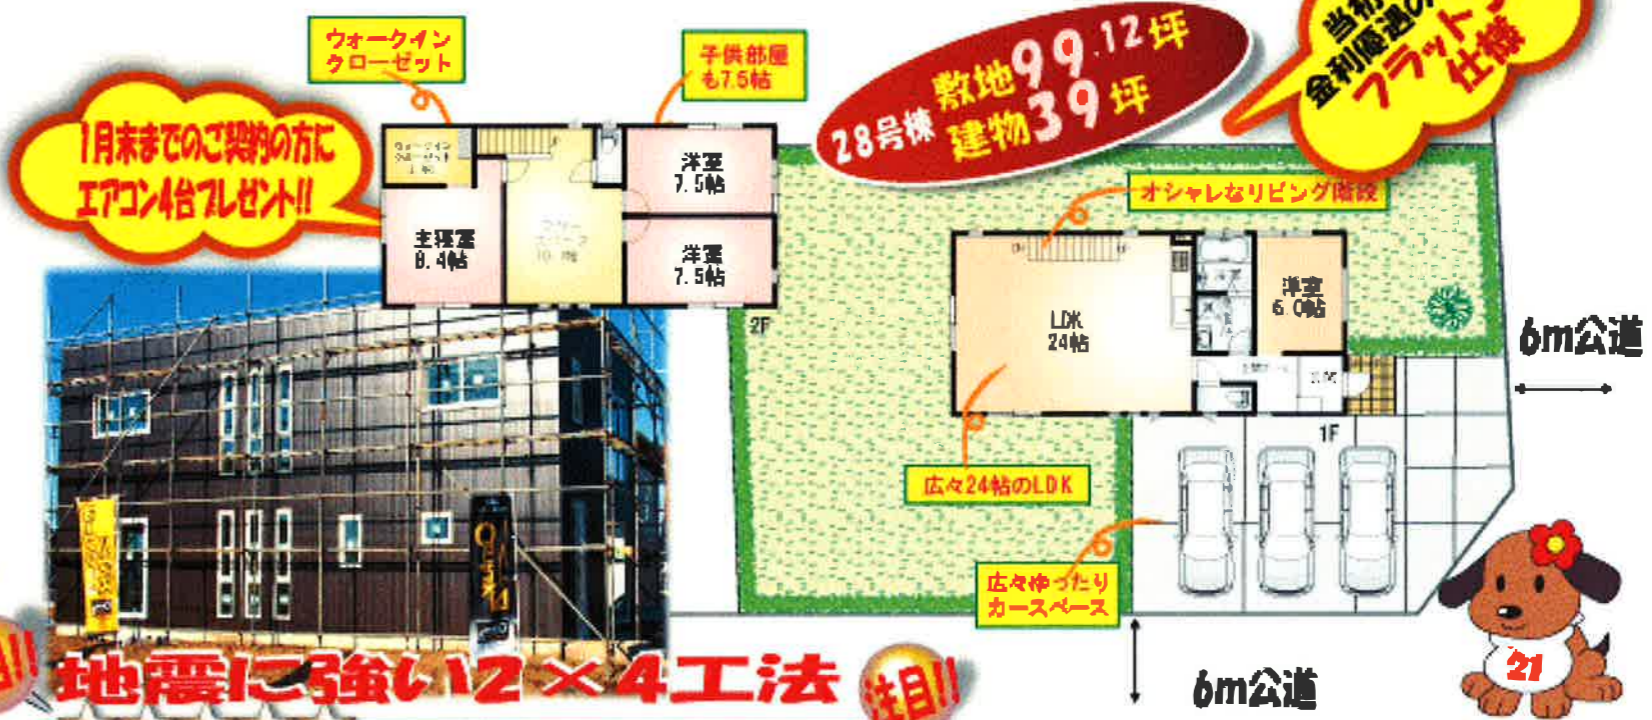 ウォークイン
クローゼット
子供部屋
も7.5帖
28号棟
敷地99.12坪
建物39坪
当初
金利優遇の
フラット
仕様
1月末までのご契約の方に
エアコン4台プレゼント!!
洋室
7.5帖
主寝室
8.4帖
洋室
7.5帖
2F
オシャレなリビング階段
LDK
24帖
洋室
6.0帖
1F
6m公道
広々24帖のLDK
広々ゆったり
カースペース
地震に強い2×4工法
注目!!
6m公道
21